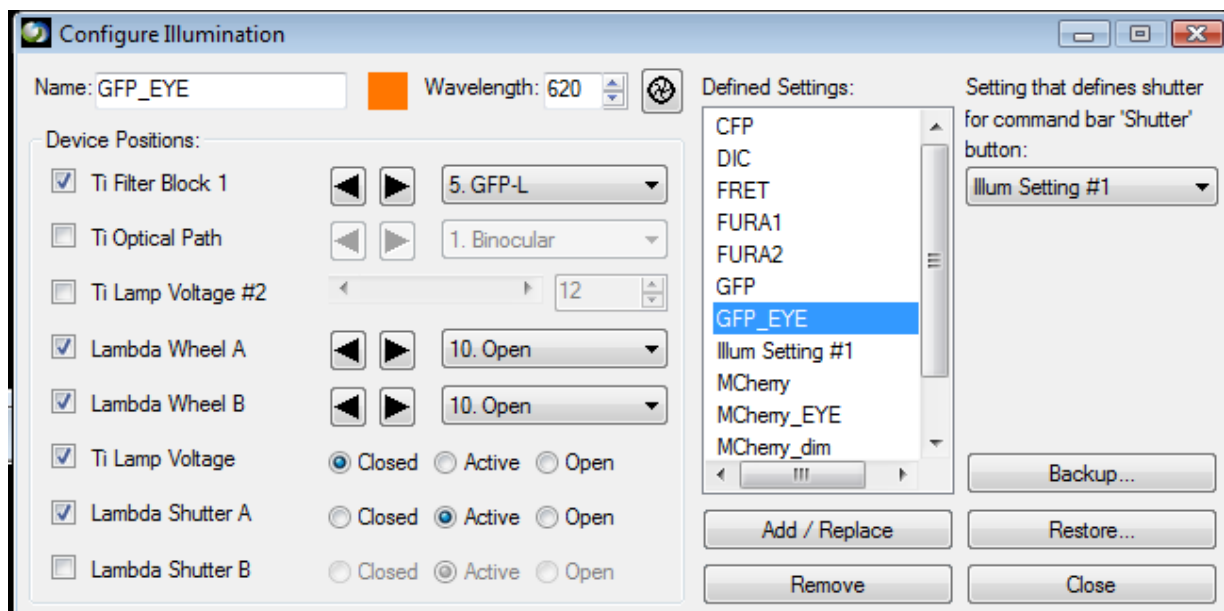 Configure Illumination
Name: GFP_EYE
Wavelength: 620
Device Positions:
Ti Filter Block 1
5. GFP-L
Ti Optical Path
1. Binocular
Ti Lamp Voltage #2
12
Lambda Wheel A
10. Open
Lambda Wheel B
10. Open
Ti Lamp Voltage
Closed Active Open
Lambda Shutter A
Closed Active Open
Lambda Shutter B
Closed Active Open
Defined Settings:
CFP
DIC
FRET
FURA1
FURA2
GFP
GFP_EYE
Illum Setting #1
MCherry
MCherry_EYE
MCherry_dim
Add / Replace
Remove
Setting that defines shutter
for command bar 'Shutter'
button:
Illum Setting #1
Backup...
Restore...
Close